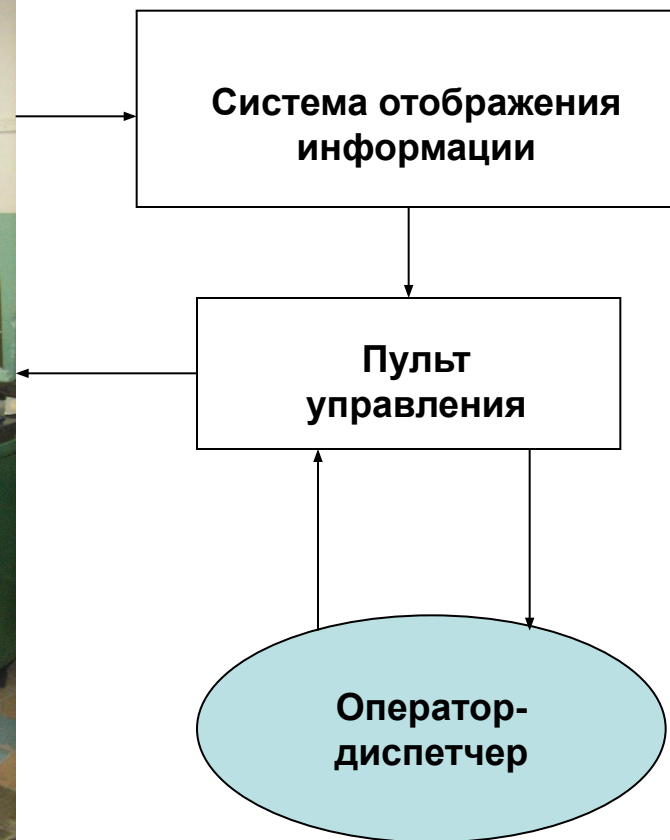 Система отображения
информации
Пульт
управления
Оператор-
диспетчер